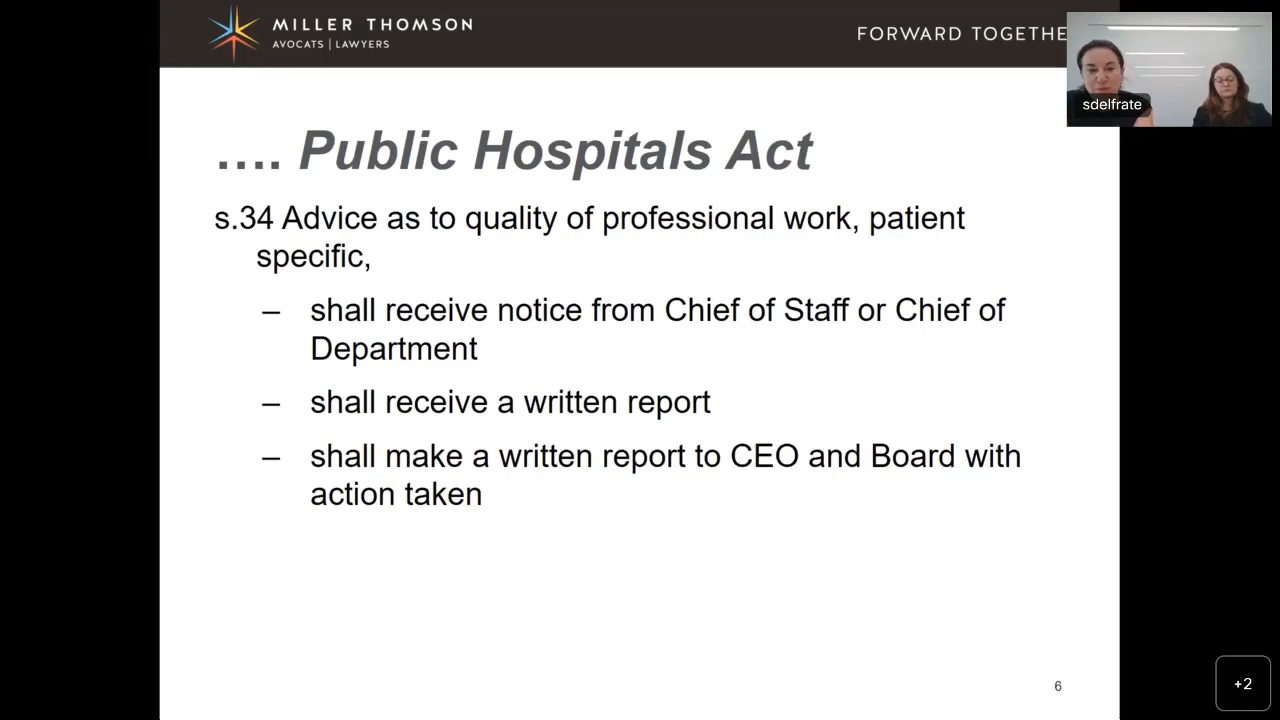 MILLER THOMSON
AVOCATS | LAWYERS
FORWARD TOGETHE
sdelfrate
.... Public Hospitals Act
s.34 Advice as to quality of professional work, patient
specific,
– shall receive notice from Chief of Staff or Chief of
Department
– shall receive a written report
– shall make a written report to CEO and Board with
action taken
6
+2